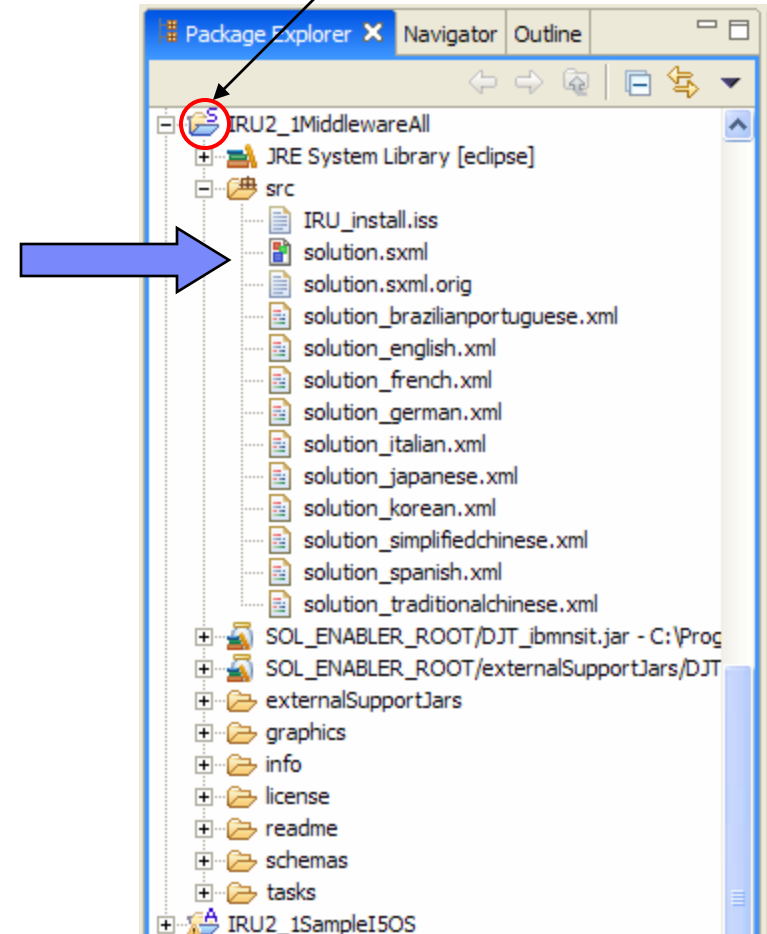 Package Explorer Navigator Outline
S IRU2_1MiddlewareAll
JRE System Library [eclipse]
src
IRU_install.iss
solution.sxml
solution.sxml.orig
solution_brazilianportuguese.xml
solution_english.xml
solution_french.xml
solution_german.xml
solution_italian.xml
solution_japanese.xml
solution_korean.xml
solution_simplifiedchinese.xml
solution_spanish.xml
solution_traditionalchinese.xml
SOL_ENABLER_ROOT/DJT_ibmnsit.jar - C:\Prog
SOL_ENABLER_ROOT/externalSupportJars/DJT
externalSupportJars
graphics
info
license
readme
schemas
tasks
A IRU2_1SampleI5OS